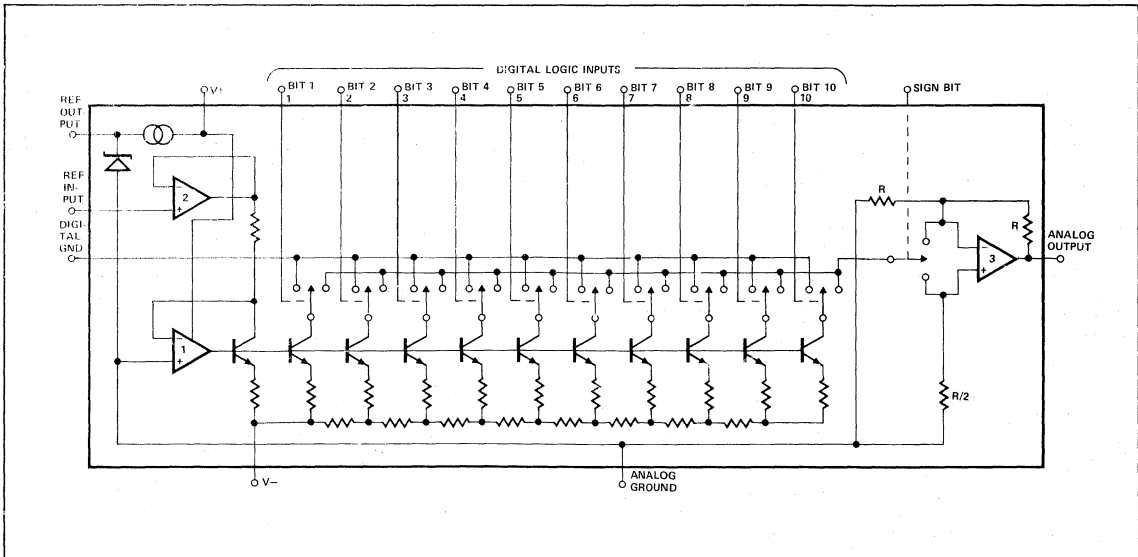 DIGITAL LOGIC INPUTS
V+
BIT 1
1
BIT 2
2
BIT 3
3
BIT 4
4
BIT 5
5
BIT 6
6
BIT 7
7
BIT 8
8
BIT 9
9
BIT 10
10
SIGN BIT
REF
OUT-
PUT
REF
IN-
PUT
DIGI-
TAL
GND
2
1
R
R
3
ANALOG
OUTPUT
R/2
V−
ANALOG
GROUND